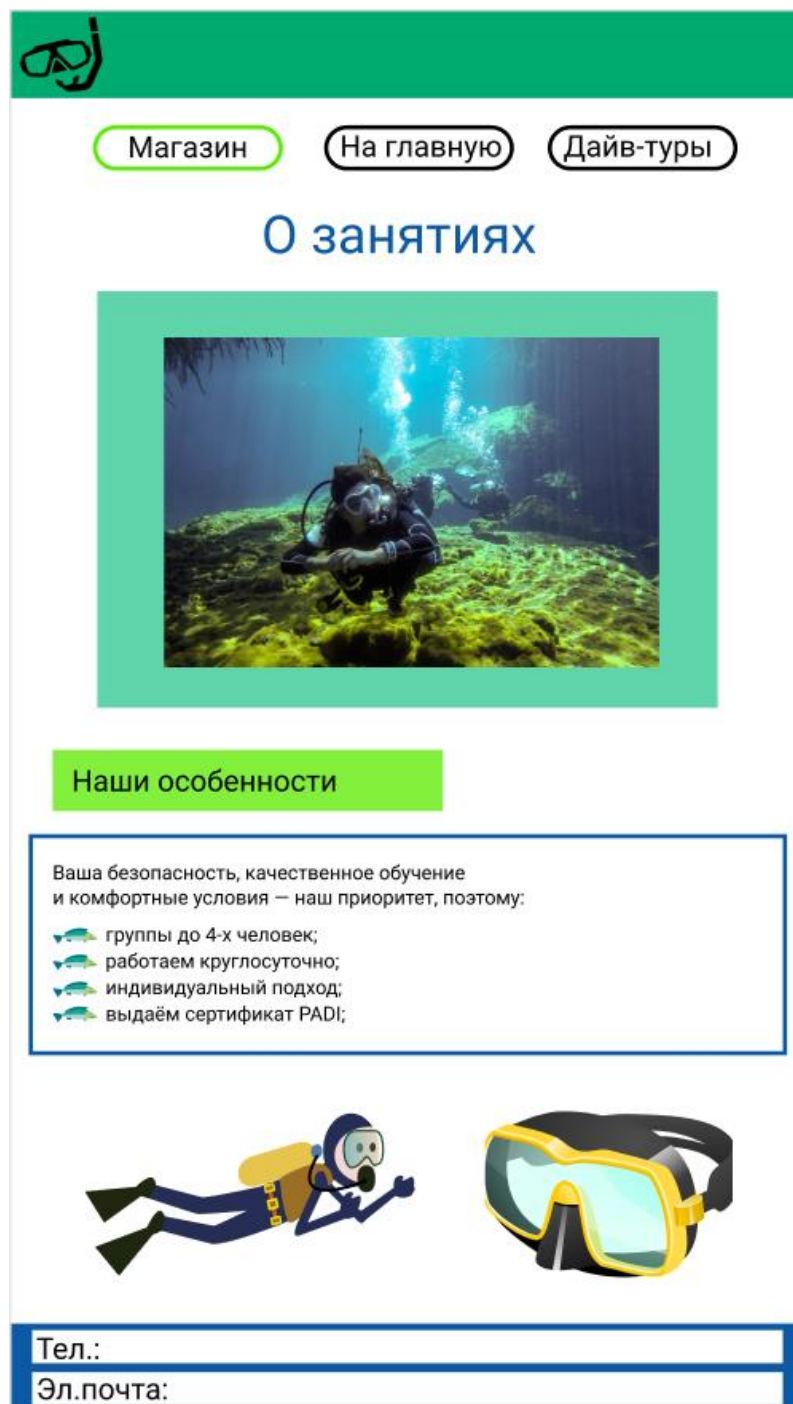 Магазин
На главную
Дайв-туры
О занятиях
Наши особенности
Ваша безопасность, качественное обучение
и комфортные условия — наш приоритет, поэтому:
группы до 4-х человек;
работаем круглосуточно;
индивидуальный подход;
выдаём сертификат PADI;
Тел.:
Эл.почта: